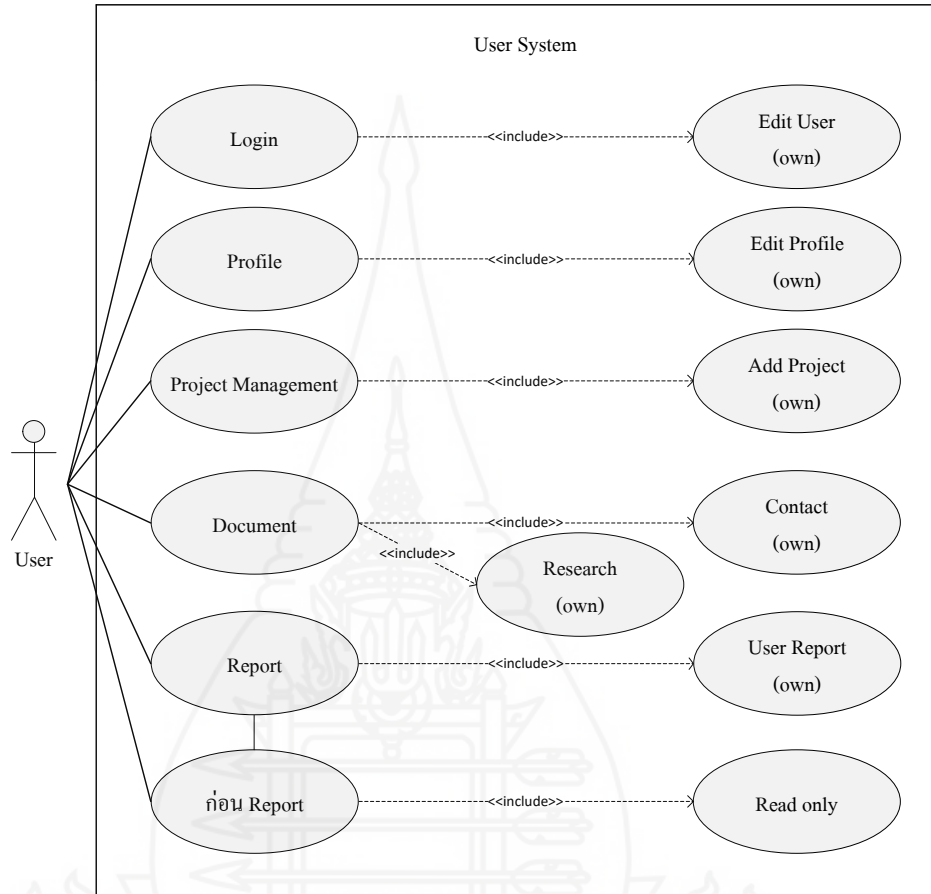 User System
Login
<<include>>
Edit User
(own)
Profile
<<include>>
Edit Profile
(own)
Project Management
<<include>>
Add Project
(own)
User
Document
<<include>>
Contact
(own)
<<include>>
Research
(own)
Report
<<include>>
User Report
(own)
ก่อน Report
<<include>>
Read only